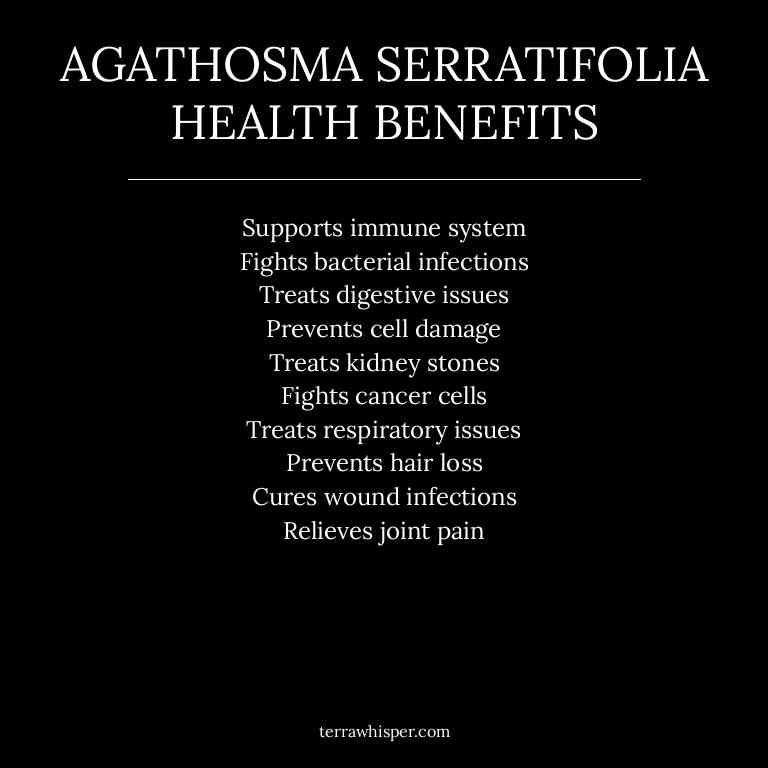 AGATHOSMA SERRATIFOLIA
HEALTH BENEFITS
Supports immune system
Fights bacterial infections
Treats digestive issues
Prevents cell damage
Treats kidney stones
Fights cancer cells
Treats respiratory issues
Prevents hair loss
Cures wound infections
Relieves joint pain
terrawhisper.com